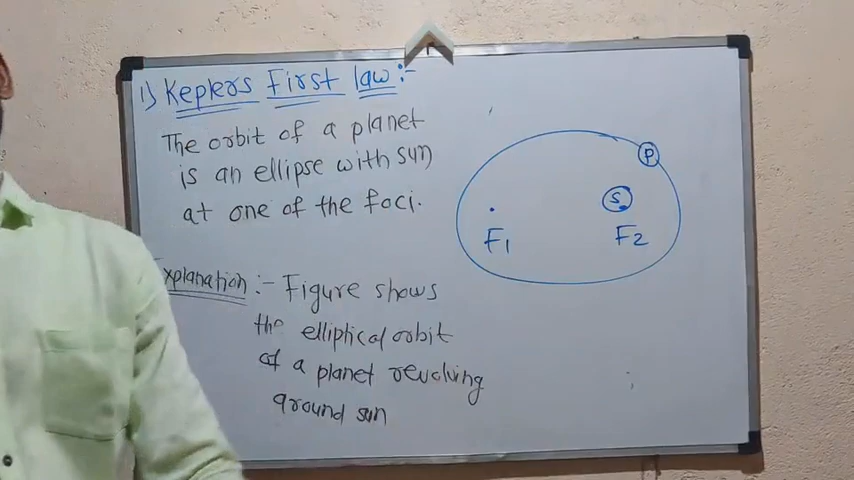 1) Keplers First law :-
The orbit of a planet
is an ellipse with sun
at one of the foci.
P
S
F1
F2
xplanation :- Figure shows
the elliptical orbit
of a planet revolving
around sun